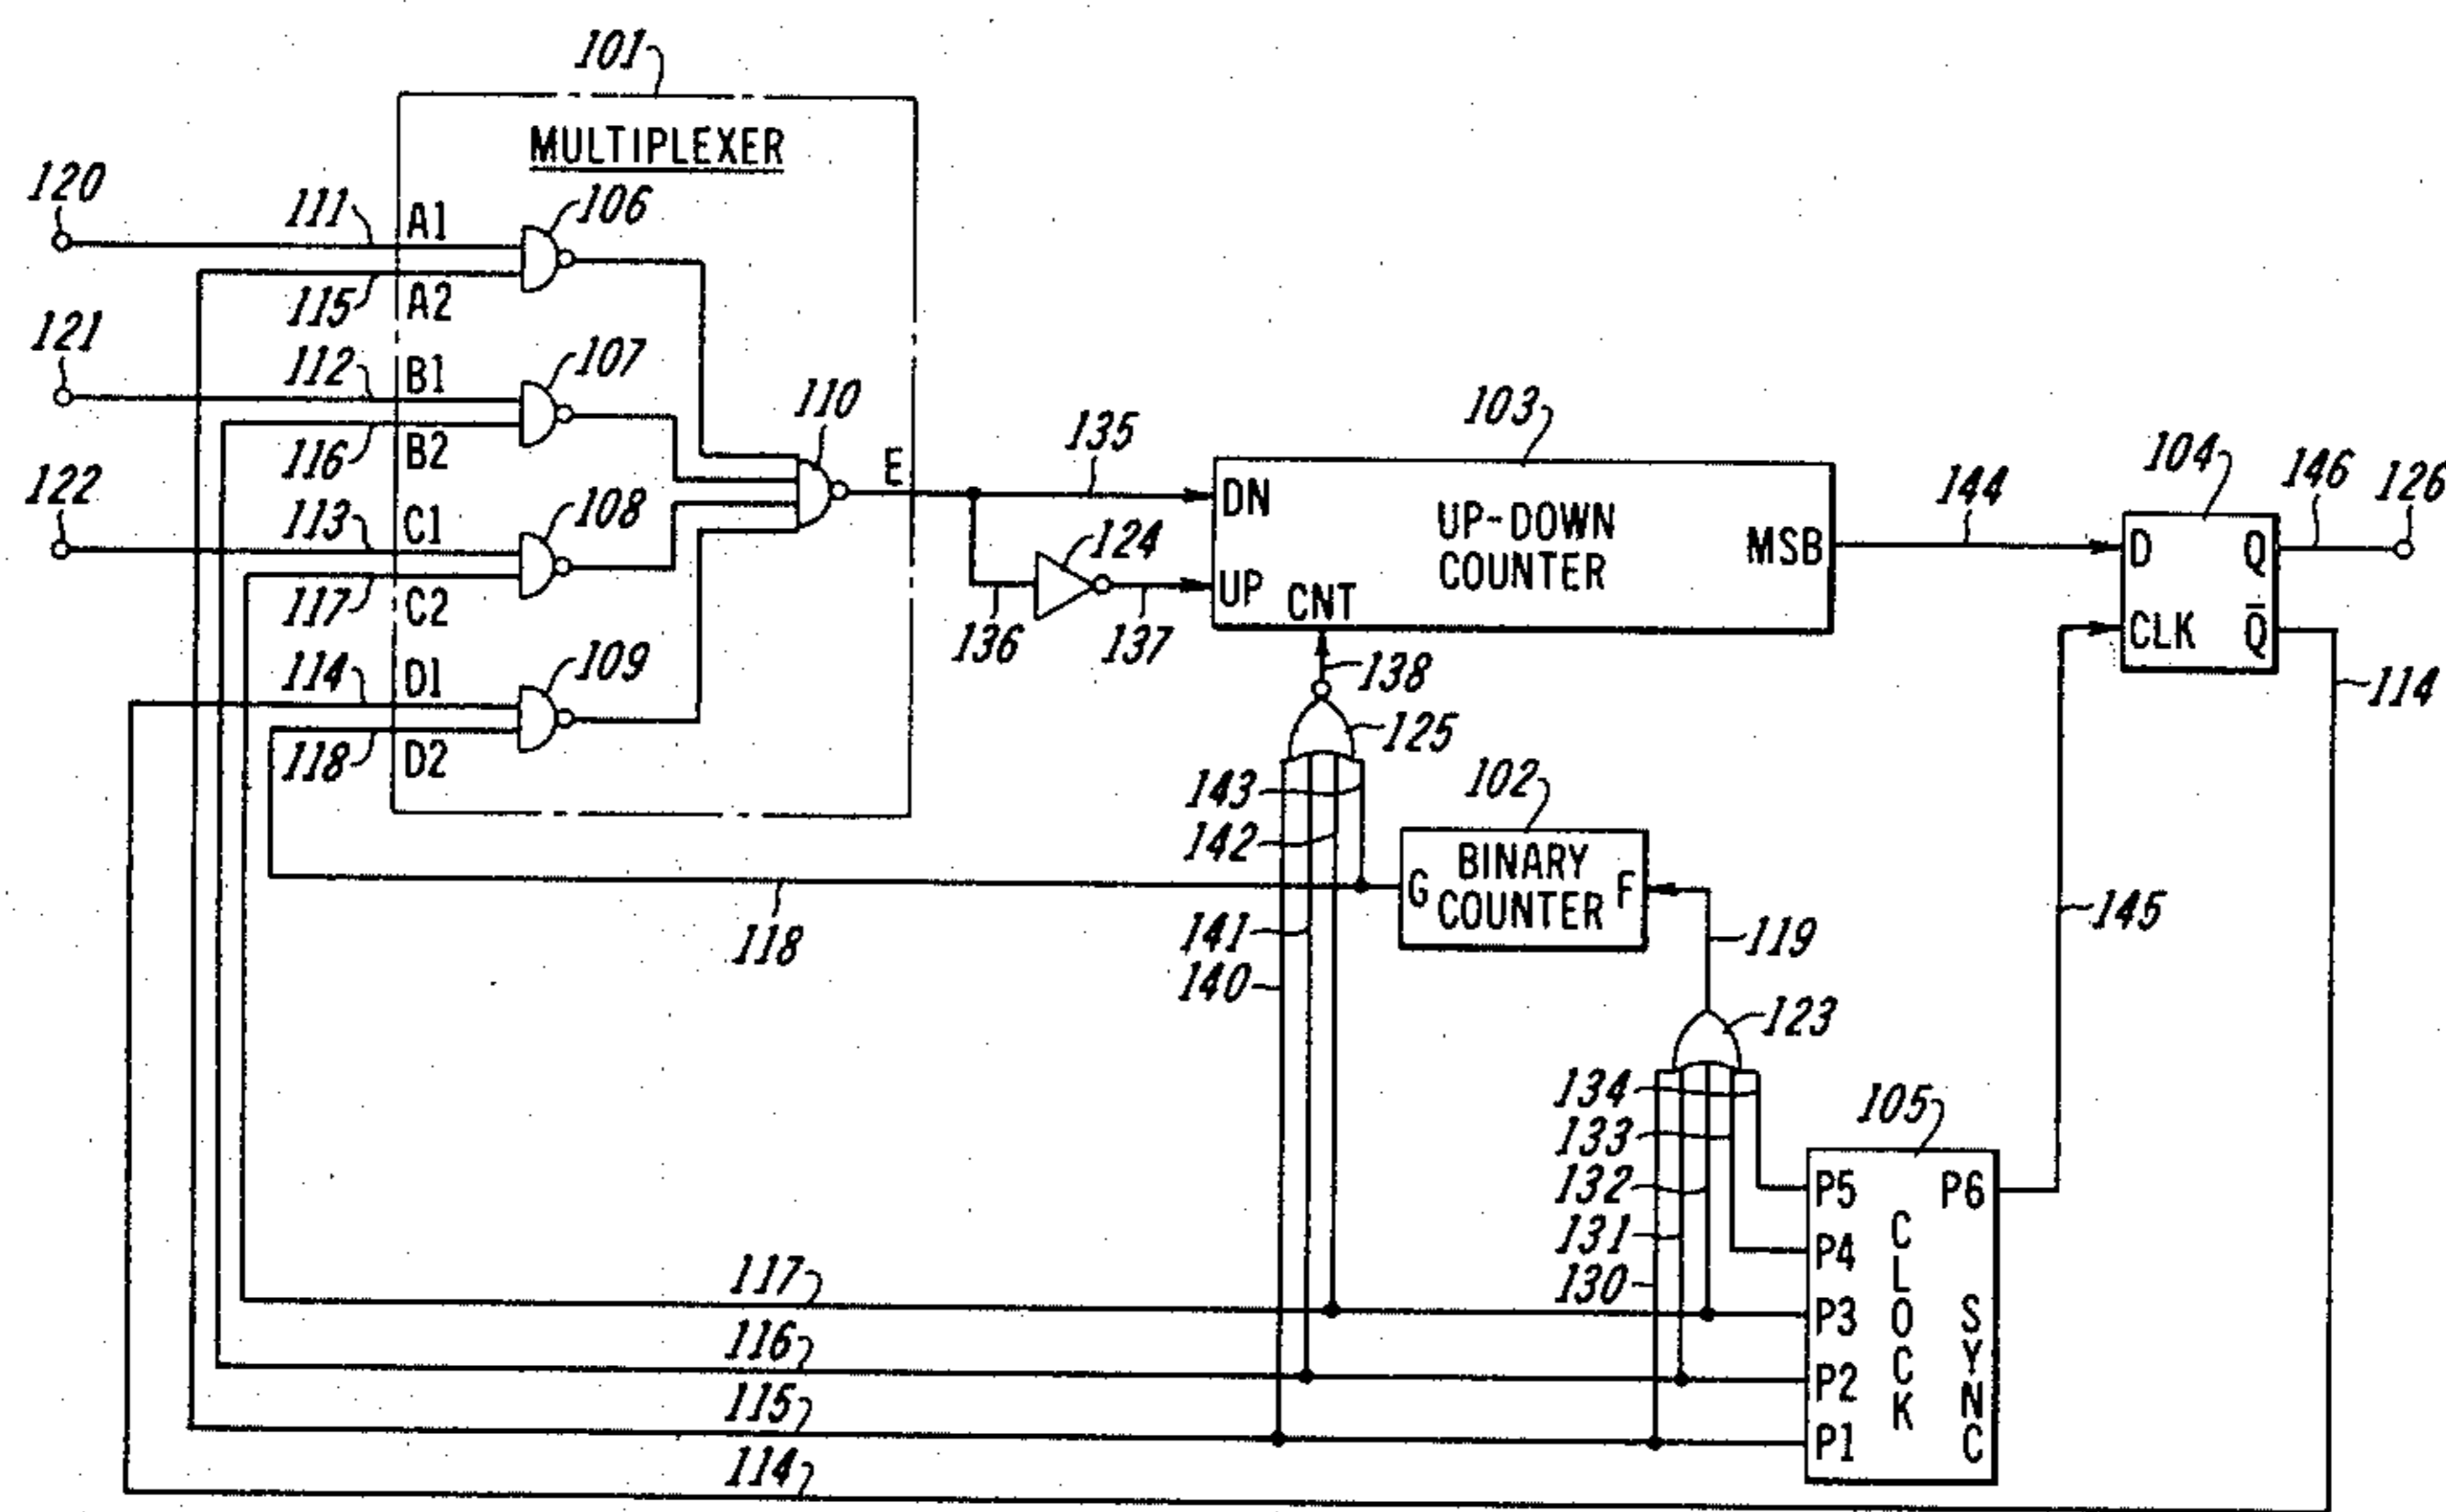 101
MULTIPLEXER
120
111 A1 106
115 A2
121
112 B1 107
116 B2
110
E
135
103
122
113 C1 108
117 C2
DN
UP-DOWN
COUNTER
MSB
UP
CNT
124
136
137
144
104
146
126
D Q
CLK Q̄
114
114 D1 109
118 D2
138
125
143
142
102
BINARY
COUNTER
G F
141
140
118
119
145
123
134
133
132
131
130
105
P5 P6
P4
P3
P2
P1
CLOCK
SYNC
117
116
115
114